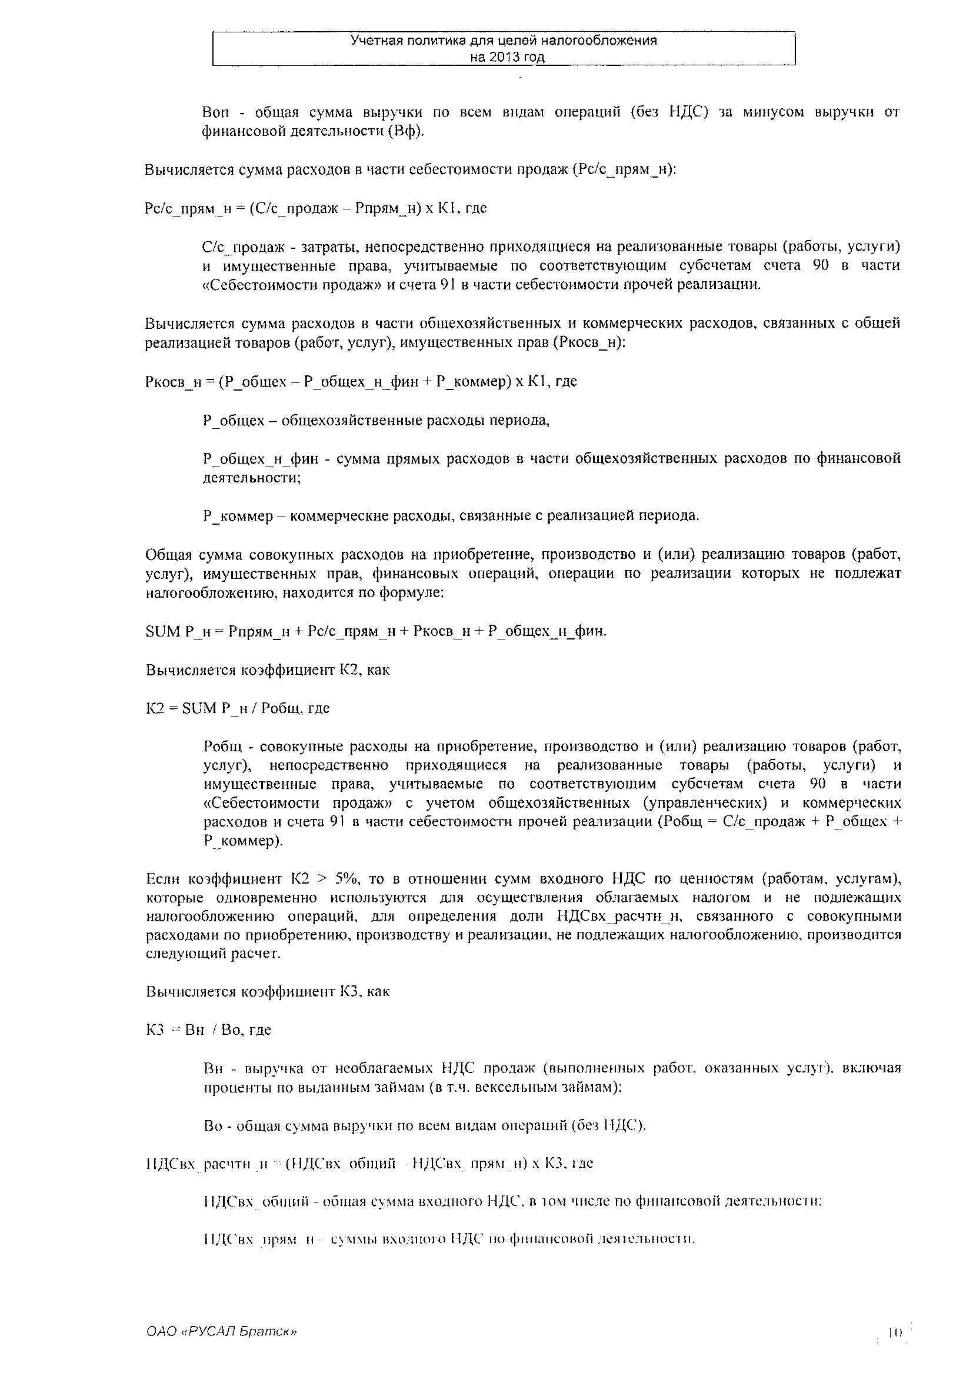 Учетная политика для целей налогообложения
на 2013 год
Воп - общая сумма выручки по всем видам операций (без НДС) за минусом выручки от
финансовой деятельности (Вф).
Вычисляется сумма расходов в части себестоимости продаж (Рс/с_прям_н):
Рс/с_прям_н = (С/с_продаж – Рпрям_н) х К1, где
С/с_продаж - затраты, непосредственно приходящиеся на реализованные товары (работы, услуги)
и имущественные права, учитываемые по соответствующим субсчетам счета 90 в части
«Себестоимости продаж» и счета 91 в части себестоимости прочей реализации.
Вычисляется сумма расходов в части общехозяйственных и коммерческих расходов, связанных с общей
реализацией товаров (работ, услуг), имущественных прав (Ркосв_н):
Ркосв_н = (Р_общех – Р_общех_н_фин + Р_коммер) х К1, где
Р_общех – общехозяйственные расходы периода,
Р_общех_н_фин - сумма прямых расходов в части общехозяйственных расходов по финансовой
деятельности;
Р_коммер – коммерческие расходы, связанные с реализацией периода.
Общая сумма совокупных расходов на приобретение, производство и (или) реализацию товаров (работ,
услуг), имущественных прав, финансовых операций, операции по реализации которых не подлежат
налогообложению, находится по формуле:
SUM Р_н = Рпрям_н + Рс/с_прям_н + Ркосв_н + Р_общех_н_фин.
Вычисляется коэффициент К2, как
К2 = SUM Р_н / Робщ, где
Робщ - совокупные расходы на приобретение, производство и (или) реализацию товаров (работ,
услуг), непосредственно приходящиеся на реализованные товары (работы, услуги) и
имущественные права, учитываемые по соответствующим субсчетам счета 90 в части
«Себестоимости продаж» с учетом общехозяйственных (управленческих) и коммерческих
расходов и счета 91 в части себестоимости прочей реализации (Робщ = С/с_продаж + Р_общех +
Р_коммер).
Если коэффициент К2 > 5%, то в отношении сумм входного НДС по ценностям (работам, услугам),
которые одновременно используются для осуществления облагаемых налогом и не подлежащих
налогообложению операций, для определения доли НДСвх_расчтн_н, связанного с совокупными
расходами по приобретению, производству и реализации, не подлежащих налогообложению, производится
следующий расчет.
Вычисляется коэффициент К3, как
К3 = Вн / Во, где
Вн - выручка от необлагаемых НДС продаж (выполненных работ, оказанных услуг), включая
проценты по выданным займам (в т.ч. вексельным займам);
Во - общая сумма выручки по всем видам операций (без НДС).
НДСвх_расчтн_н = (НДСвх_общий - НДСвх_прям_н) х К3, где
НДСвх_общий - общая сумма входного НДС, в том числе по финансовой деятельности;
НДСвх_прям_н - суммы входного НДС по финансовой деятельности.
ОАО «РУСАЛ Братск»
10